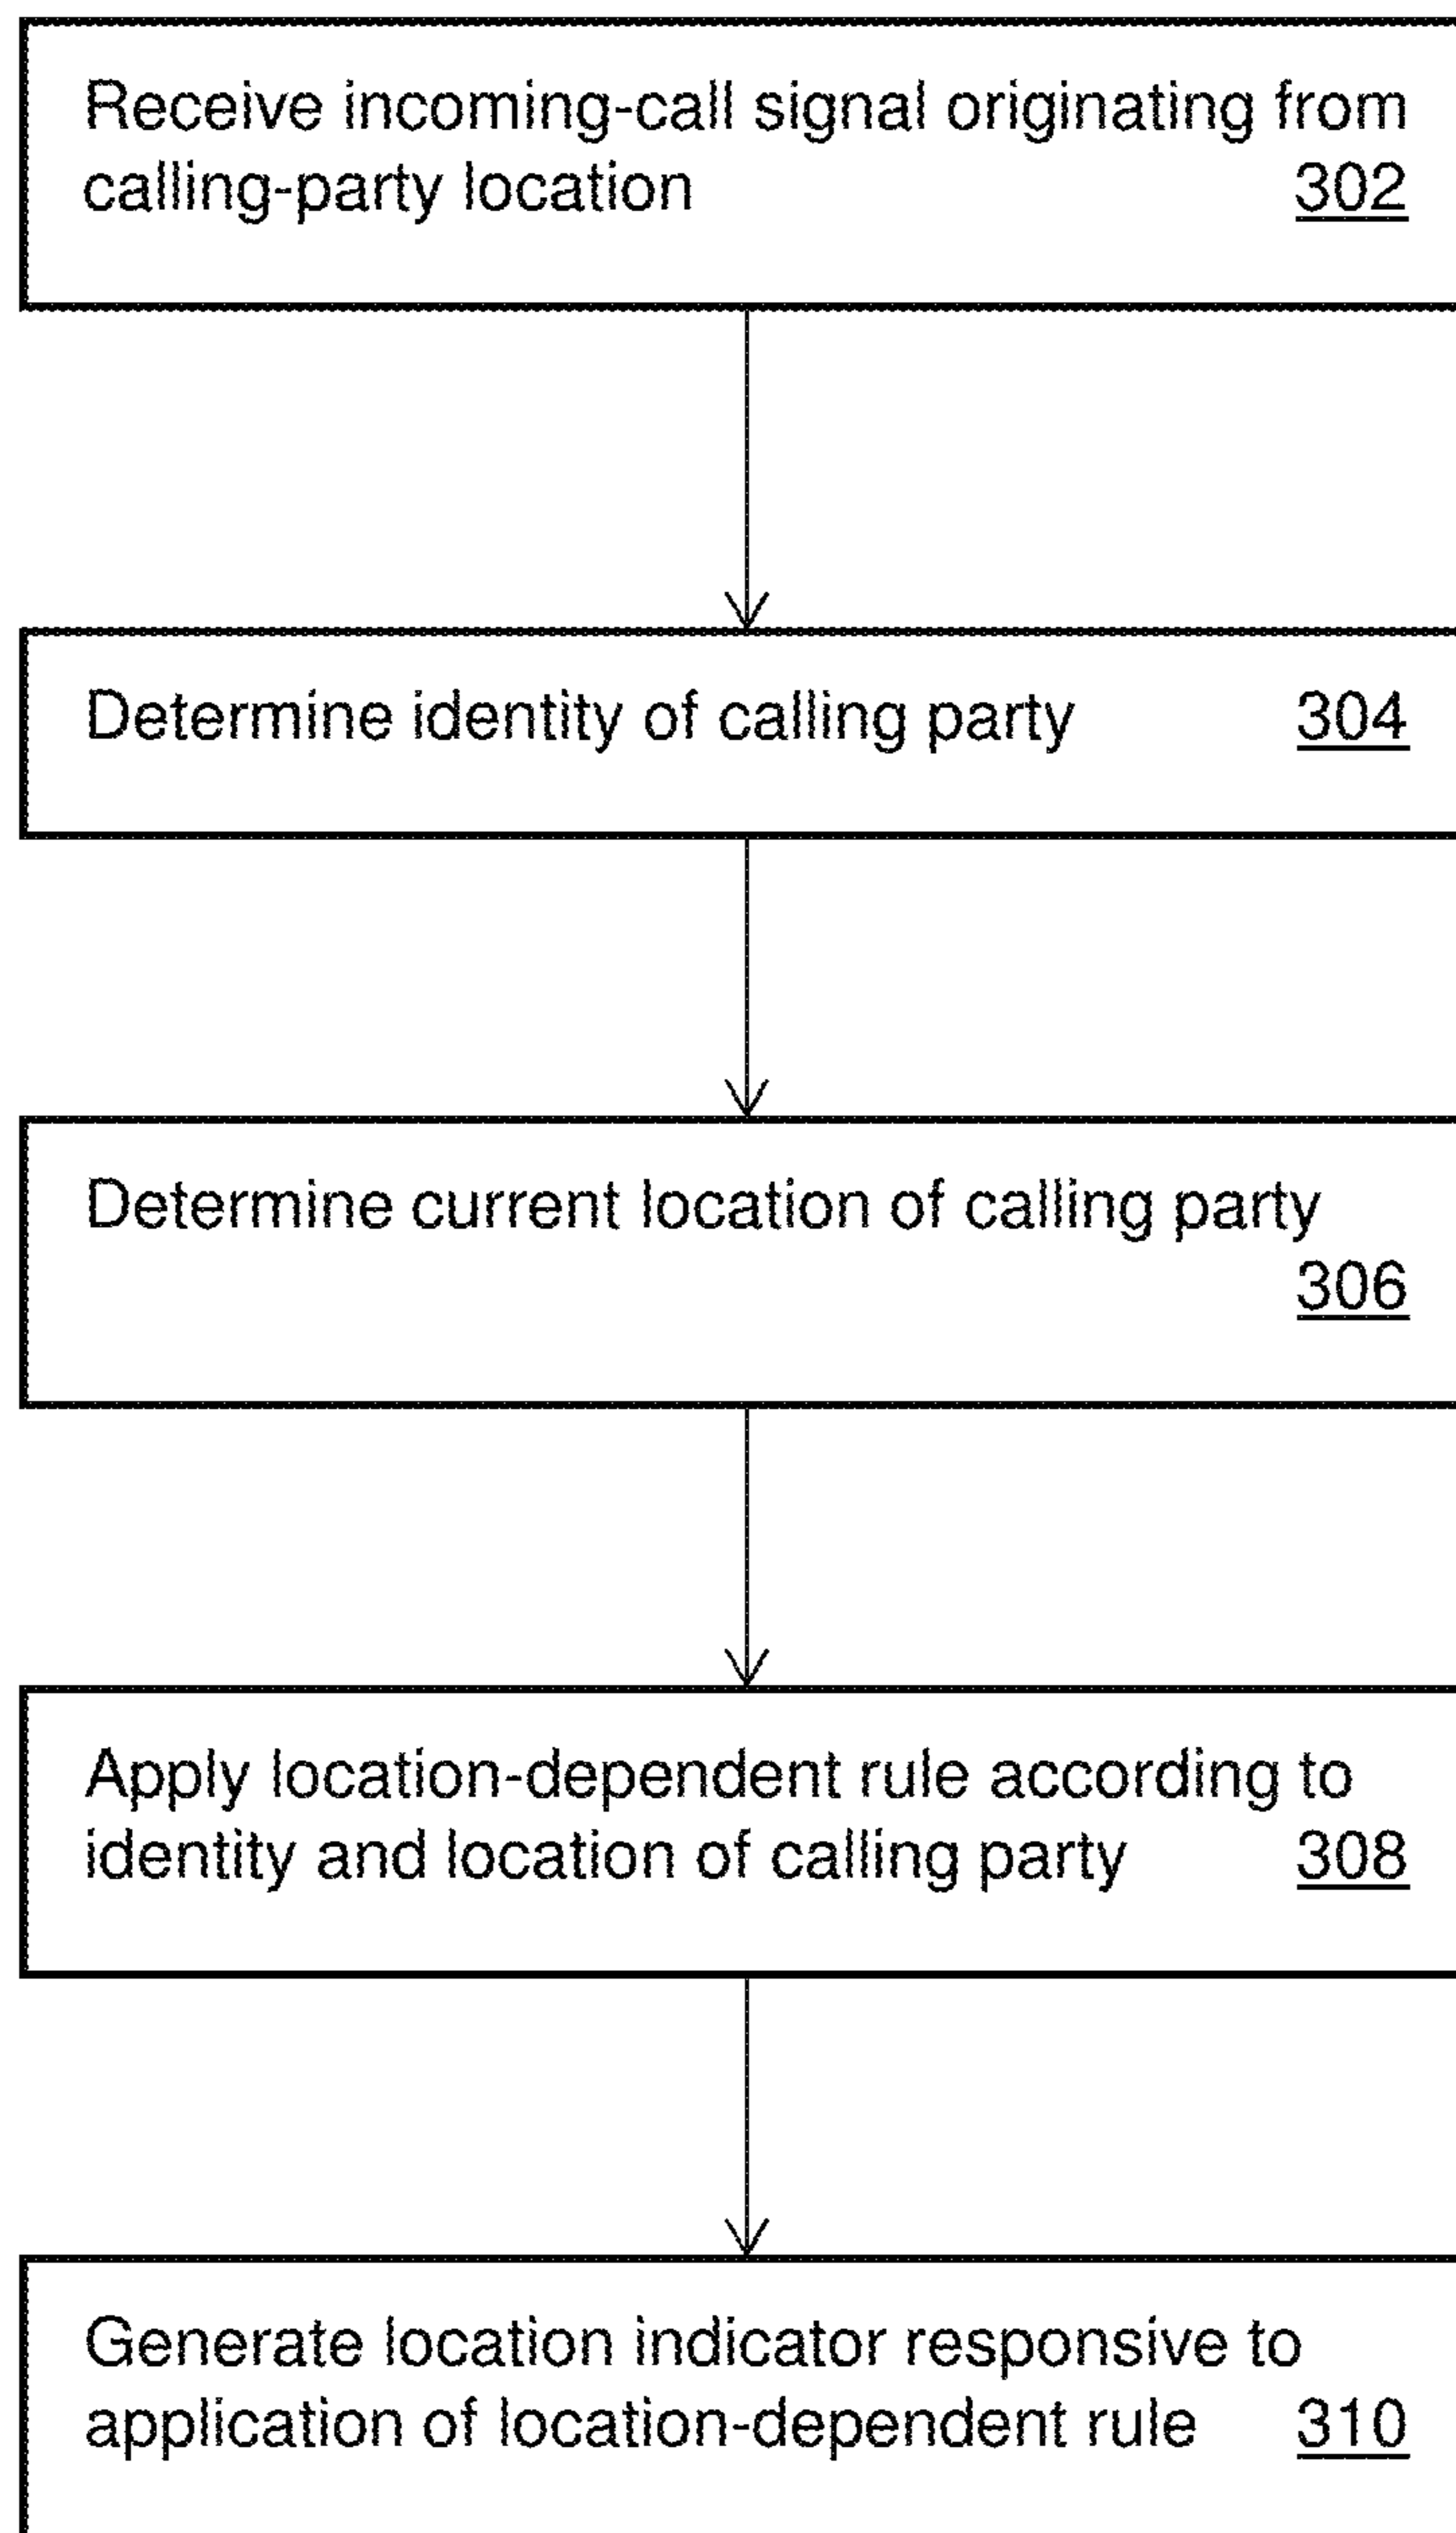 Receive incoming-call signal originating from
calling-party location 302
Determine identity of calling party 304
Determine current location of calling party
306
Apply location-dependent rule according to
identity and location of calling party 308
Generate location indicator responsive to
application of location-dependent rule 310